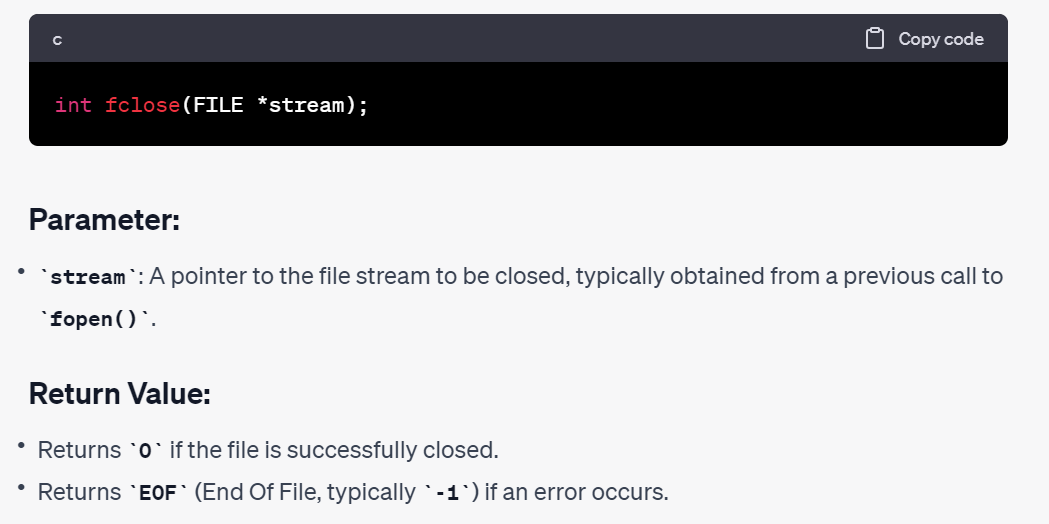 c Copy code
int fclose(FILE *stream);
Parameter:
• `stream`: A pointer to the file stream to be closed, typically obtained from a previous call to
`fopen()`.
Return Value:
• Returns `0` if the file is successfully closed.
• Returns `EOF` (End Of File, typically `-1`) if an error occurs.